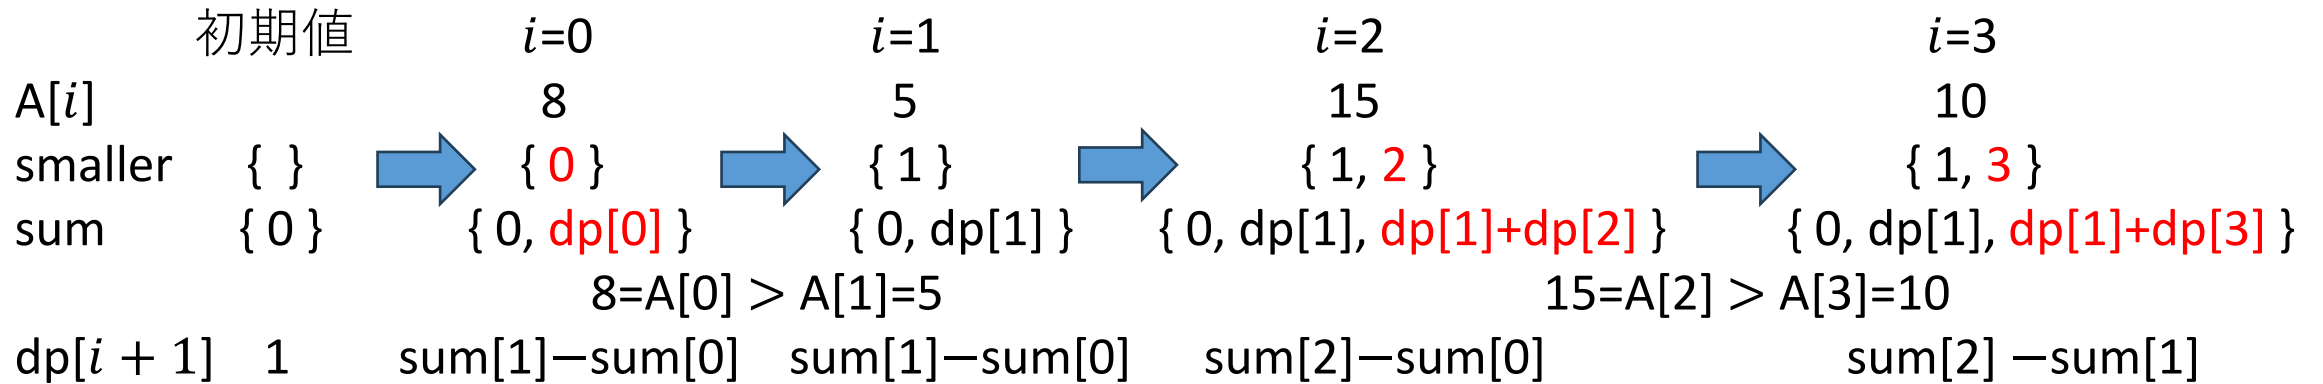 初期値 i=0 i=1 i=2 i=3
A[i] 8 5 15 10
smaller { } { 0 } { 1 } { 1, 2 } { 1, 3 }
sum { 0 } { 0, dp[0] } { 0, dp[1] } { 0, dp[1], dp[1]+dp[2] } { 0, dp[1], dp[1]+dp[3] }
8=A[0] > A[1]=5 15=A[2] > A[3]=10
dp[i + 1] 1 sum[1]−sum[0] sum[1]−sum[0] sum[2]−sum[0] sum[2] −sum[1]